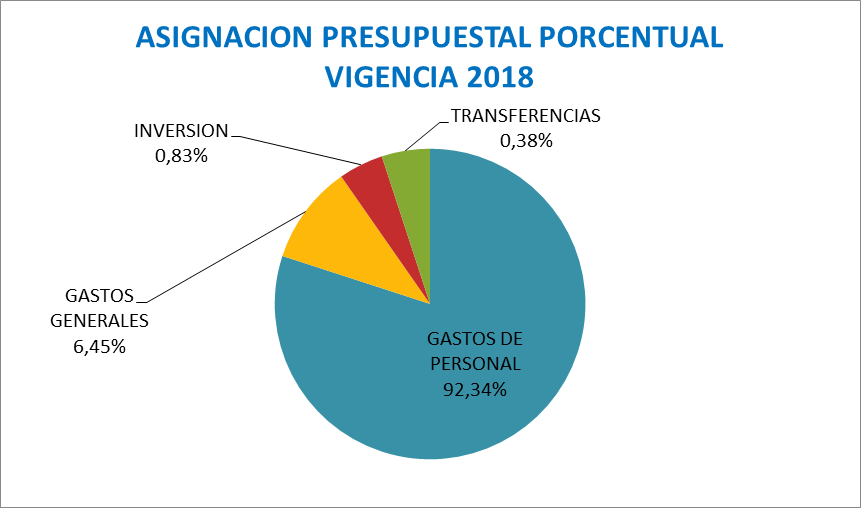 ASIGNACION PRESUPUESTAL PORCENTUAL
VIGENCIA 2018
TRANSFERENCIAS
0,38%
INVERSION
0,83%
GASTOS
GENERALES
6,45%
GASTOS DE
PERSONAL
92,34%